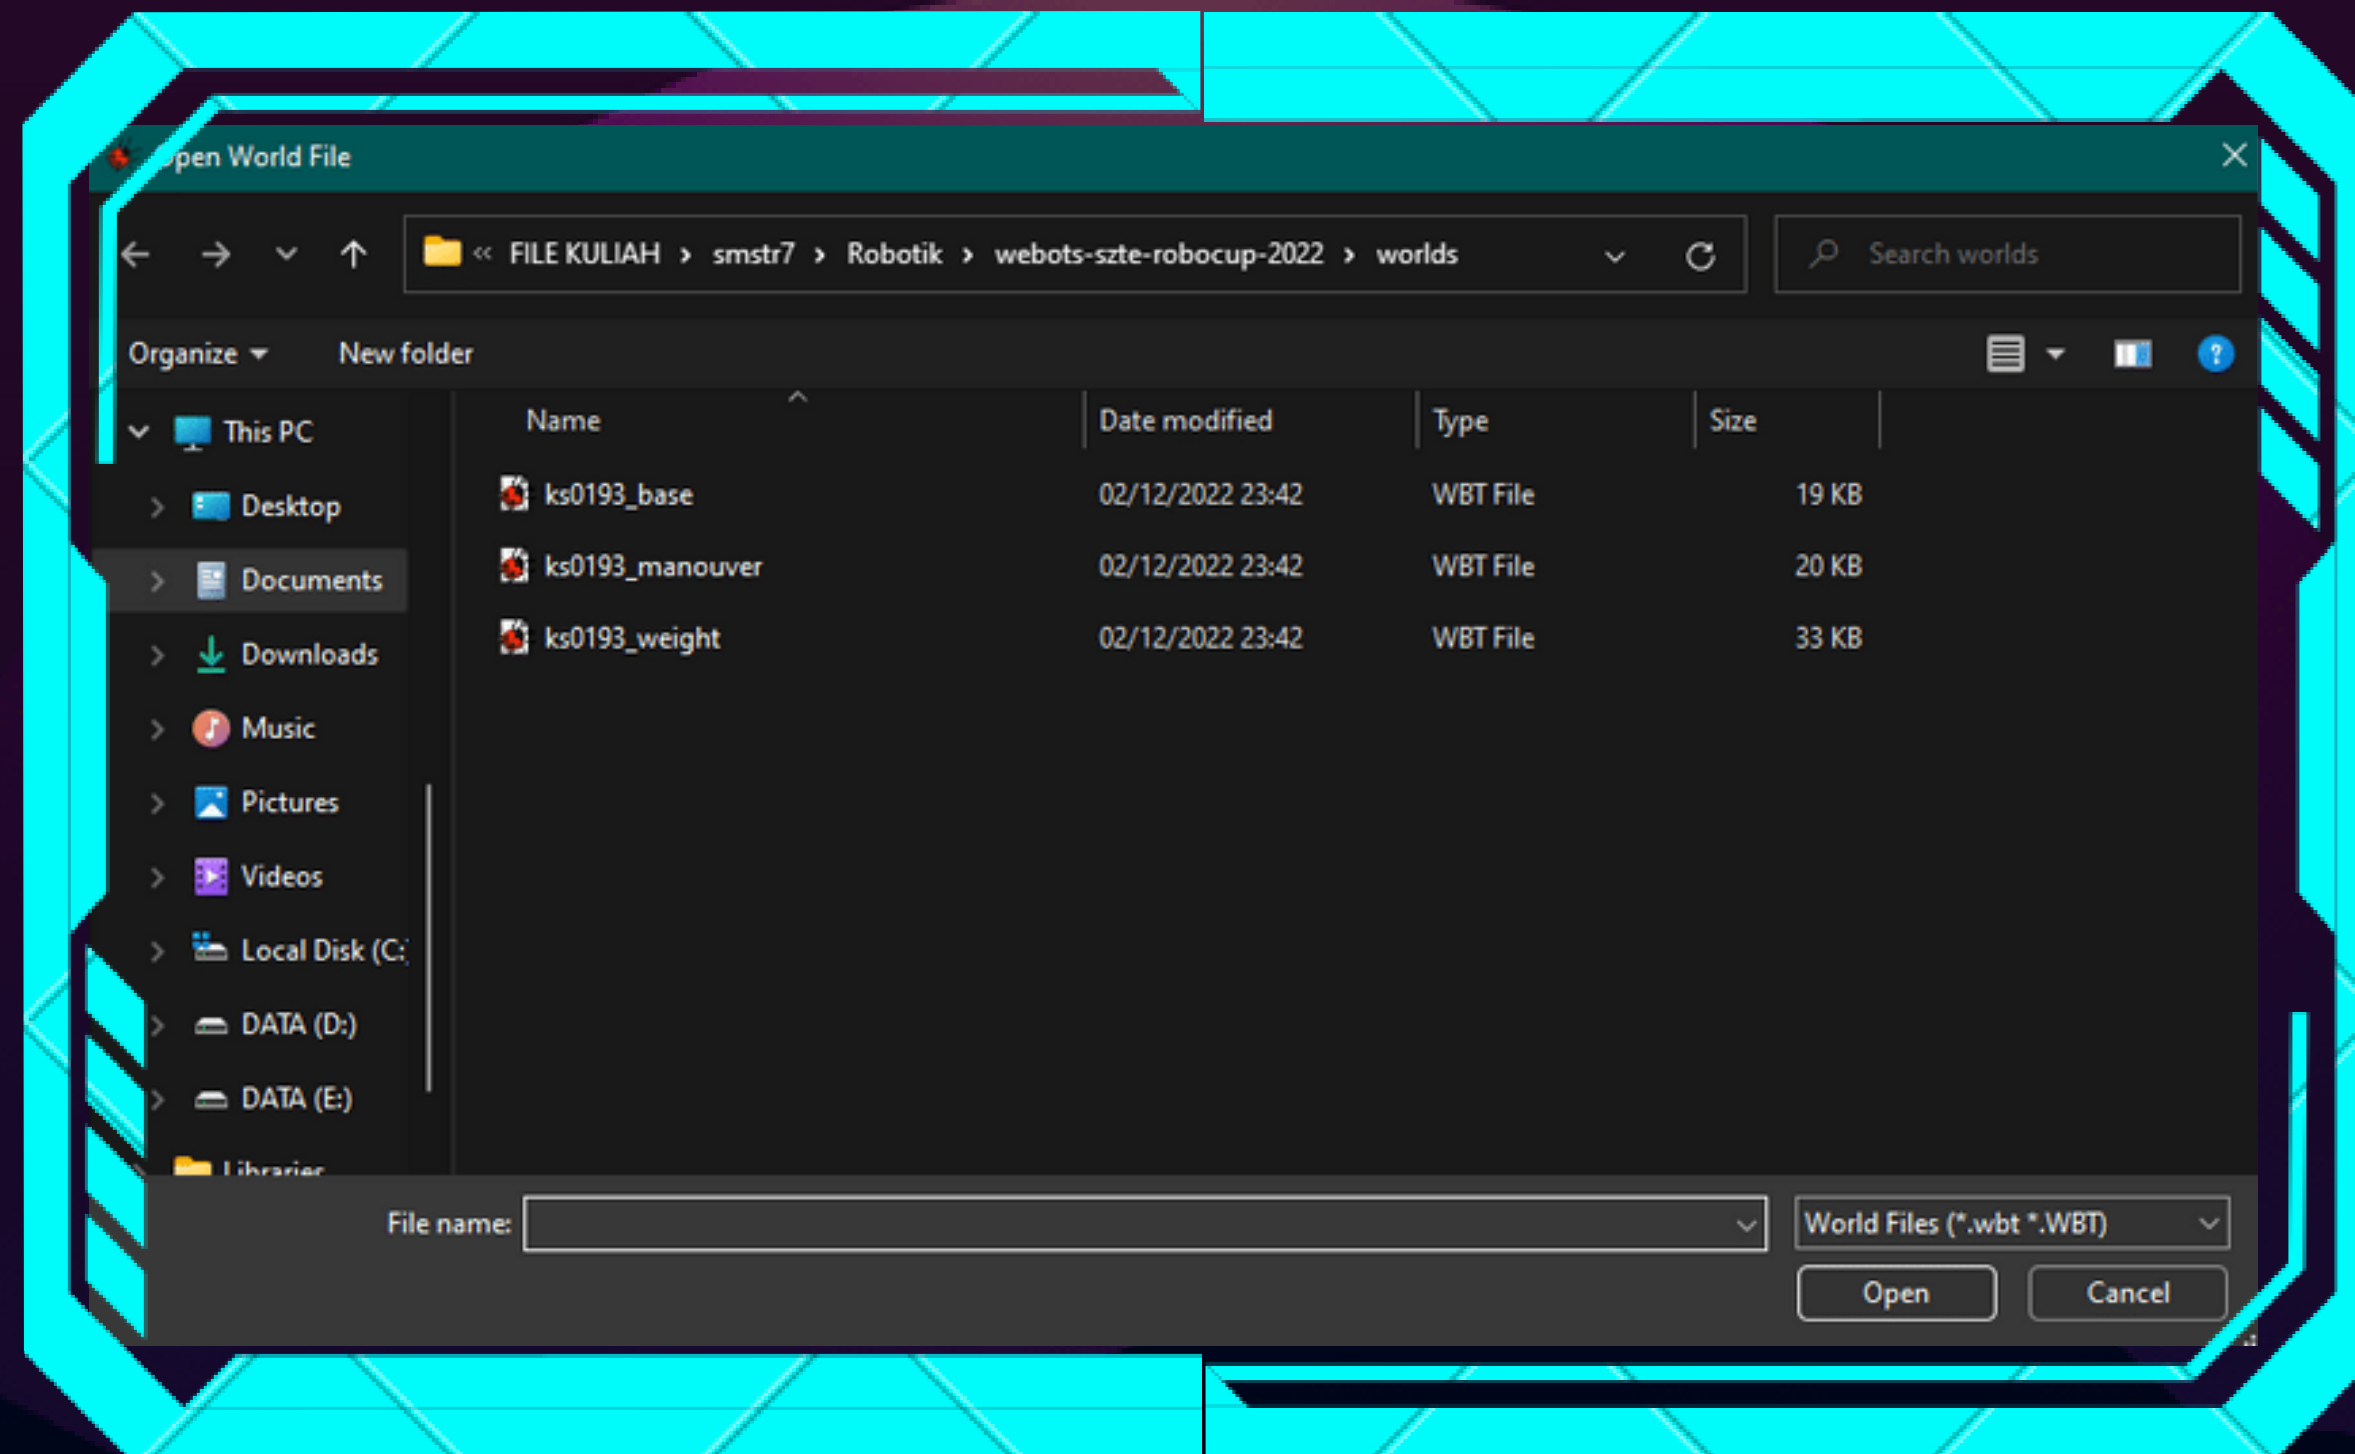 Open World File
« FILE KULIAH › smstr7 › Robotik › webots-szte-robocup-2022 › worlds
Search worlds
Organize New folder
?
Name Date modified Type Size
This PC
Desktop
Documents
Downloads
Music
Pictures
Videos
Local Disk (C:)
DATA (D:)
DATA (E:)
Libraries
ks0193_base 02/12/2022 23:42 WBT File 19 KB
ks0193_manouver 02/12/2022 23:42 WBT File 20 KB
ks0193_weight 02/12/2022 23:42 WBT File 33 KB
File name:
World Files (*.wbt *.WBT)
Open Cancel